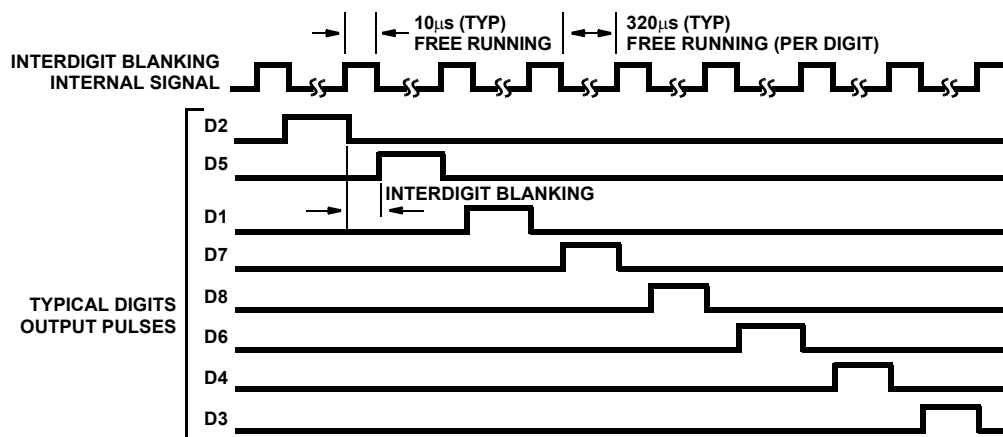 10µs (TYP)
FREE RUNNING
320µs (TYP)
FREE RUNNING (PER DIGIT)
INTERDIGIT BLANKING
INTERNAL SIGNAL
D2
D5
INTERDIGIT BLANKING
D1
D7
TYPICAL DIGITS
OUTPUT PULSES
D8
D6
D4
D3